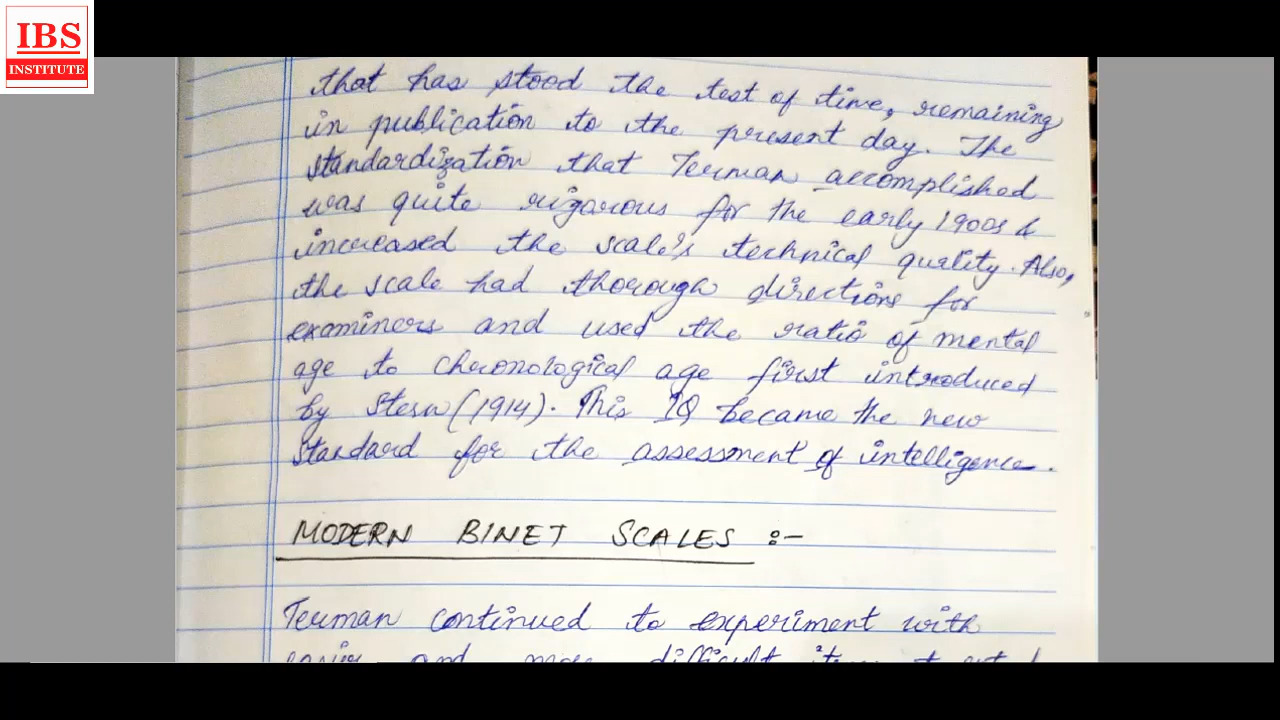 IBS
INSTITUTE
that has stood the test of time, remaining
in publication to the present day. The
standardization that Terman accomplished
was quite rigorous for the early 1900s &
increased the scale's technical quality. Also,
the scale had thorough directions for
examiners and used the ratio of mental
age to chronological age first introduced
by Stern (1914). This IQ became the new
standard for the assessment of intelligence.
MODERN BINET SCALES :-
Terman continued to experiment with
and more difficult